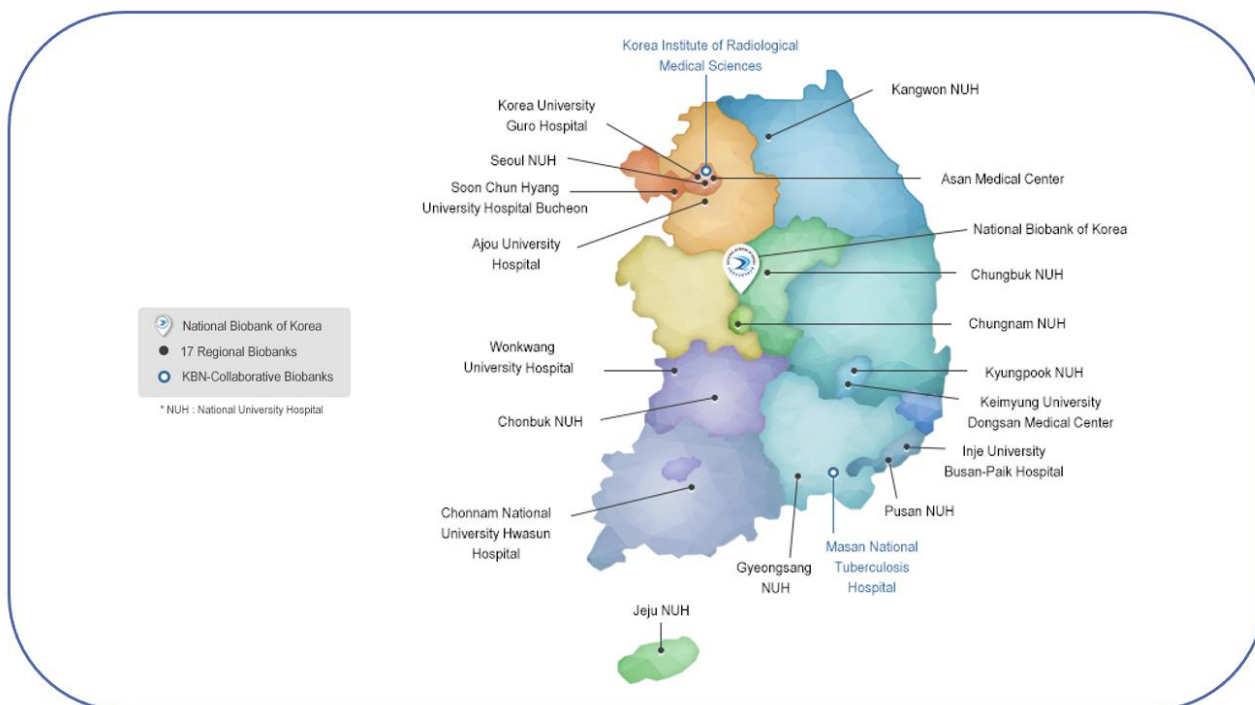 Korea Institute of Radiological
Medical Sciences
Kangwon NUH
Korea University
Guro Hospital
Seoul NUH
Asan Medical Center
Soon Chun Hyang
University Hospital Bucheon
National Biobank of Korea
Ajou University
Hospital
Chungbuk NUH
National Biobank of Korea
17 Regional Biobanks
KBN-Collaborative Biobanks
* NUH : National University Hospital
Chungnam NUH
Wonkwang
University Hospital
Kyungpook NUH
Chonbuk NUH
Keimyung University
Dongsan Medical Center
Inje University
Busan-Paik Hospital
Chonnam National
University Hwasun
Hospital
Pusan NUH
Gyeongsang
NUH
Masan National
Tuberculosis
Hospital
Jeju NUH